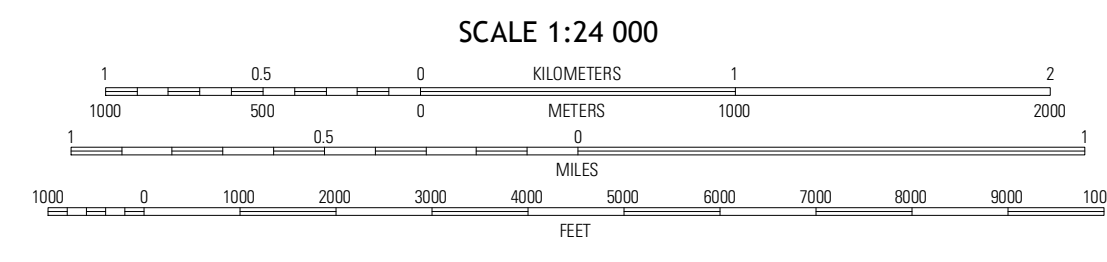 SCALE 1:24 000
1 0.5 0 KILOMETERS 1 2
1000 500 0 METERS 1000 2000
1 0.5 0 1
MILES
1000 0 1000 2000 3000 4000 5000 6000 7000 8000 9000 100
FEET